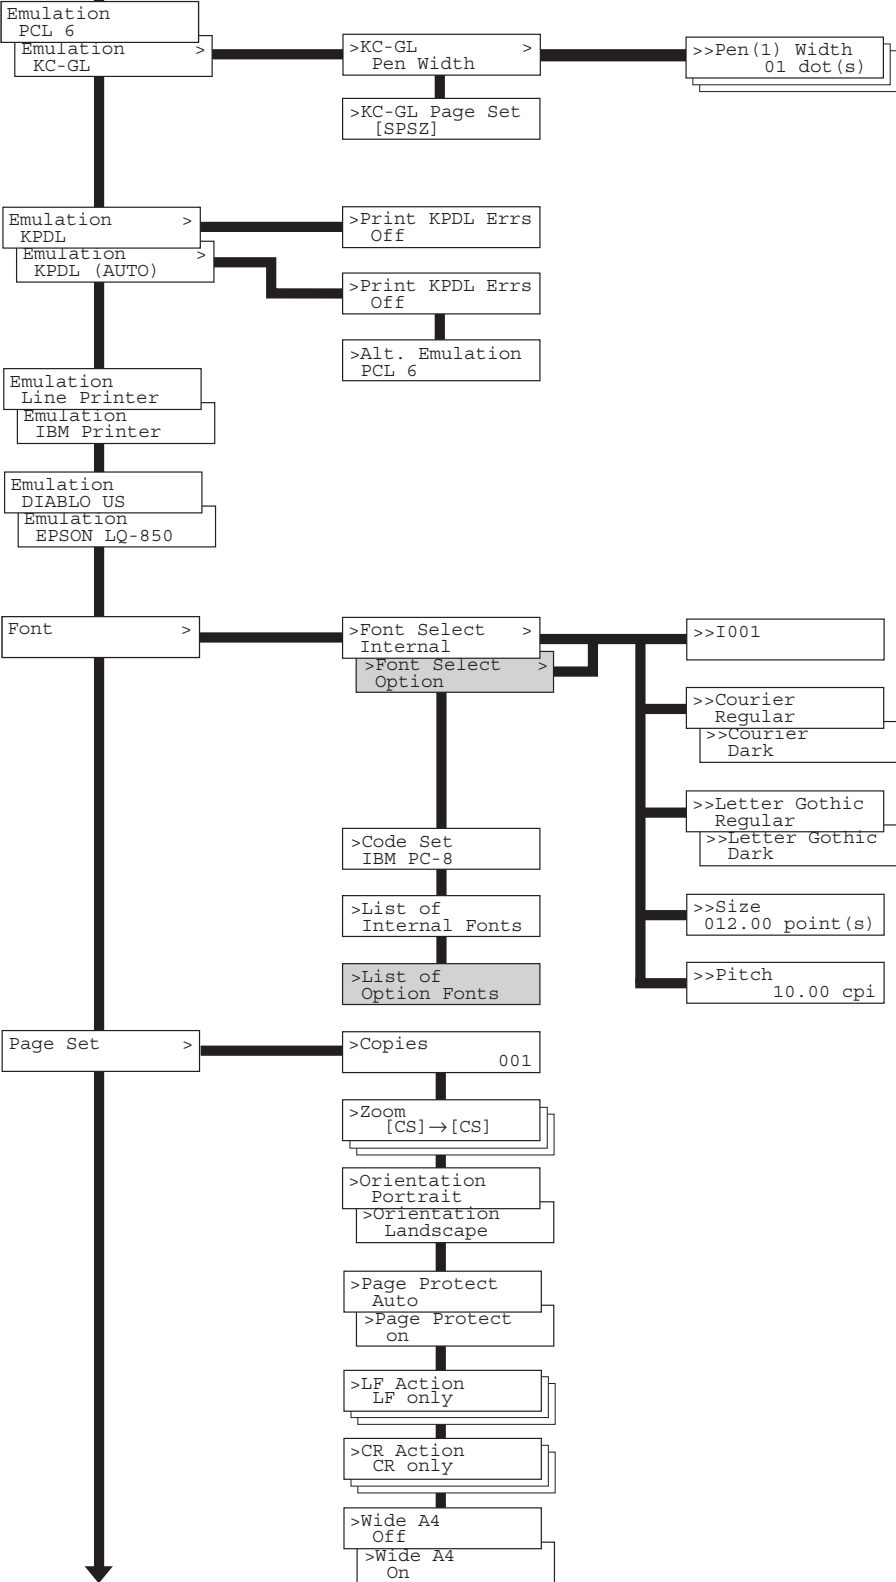 Emulation
PCL 6
Emulation >
KC-GL
>KC-GL >
Pen Width
>>Pen(1) Width
01 dot(s)
>KC-GL Page Set
[SPSZ]
Emulation >
KPDL
>Print KPDL Errs
Off
Emulation >
KPDL (AUTO)
>Print KPDL Errs
Off
>Alt. Emulation
PCL 6
Emulation
Line Printer
Emulation
IBM Printer
Emulation
DIABLO US
Emulation
EPSON LQ-850
Font >
>Font Select >
Internal
>Font Select >
Option
>>I001
>>Courier
Regular
>>Courier
Dark
>>Letter Gothic
Regular
>>Letter Gothic
Dark
>>Size
012.00 point(s)
>>Pitch
10.00 cpi
>Code Set
IBM PC-8
>List of
Internal Fonts
>List of
Option Fonts
Page Set >
>Copies
001
>Zoom
[CS]→[CS]
>Orientation
Portrait
>Orientation
Landscape
>Page Protect
Auto
>Page Protect
on
>LF Action
LF only
>CR Action
CR only
>Wide A4
Off
>Wide A4
On